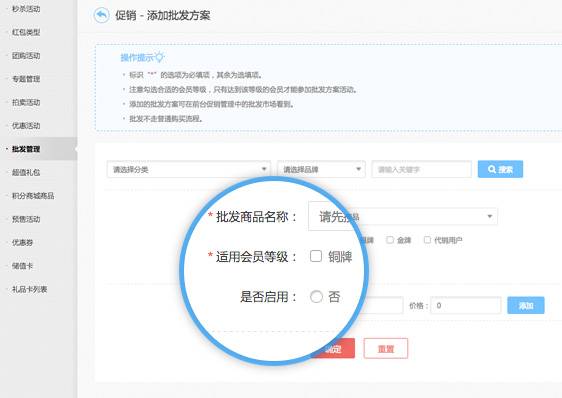 秒杀活动
红包类型
团购活动
专题管理
拍卖活动
优惠活动
批发管理
超值礼包
积分商城商品
预售活动
优惠券
储值卡
礼品卡列表
促销 - 添加批发方案
操作提示
标识“*”的选项为必填项，其余为选填项。
注意勾选合适的会员等级，只有达到该等级的会员才能参加批发方案活动。
添加的批发方案可在前台促销管理中的批发市场看到。
批发不走普通购买流程。
请选择分类 请选择品牌 请输入关键字 搜索
* 批发商品名称： 请先
品
* 适用会员等级： 铜牌
牌 金牌 代销用户
是否启用： 否
价格： 0 添加
确定 重置